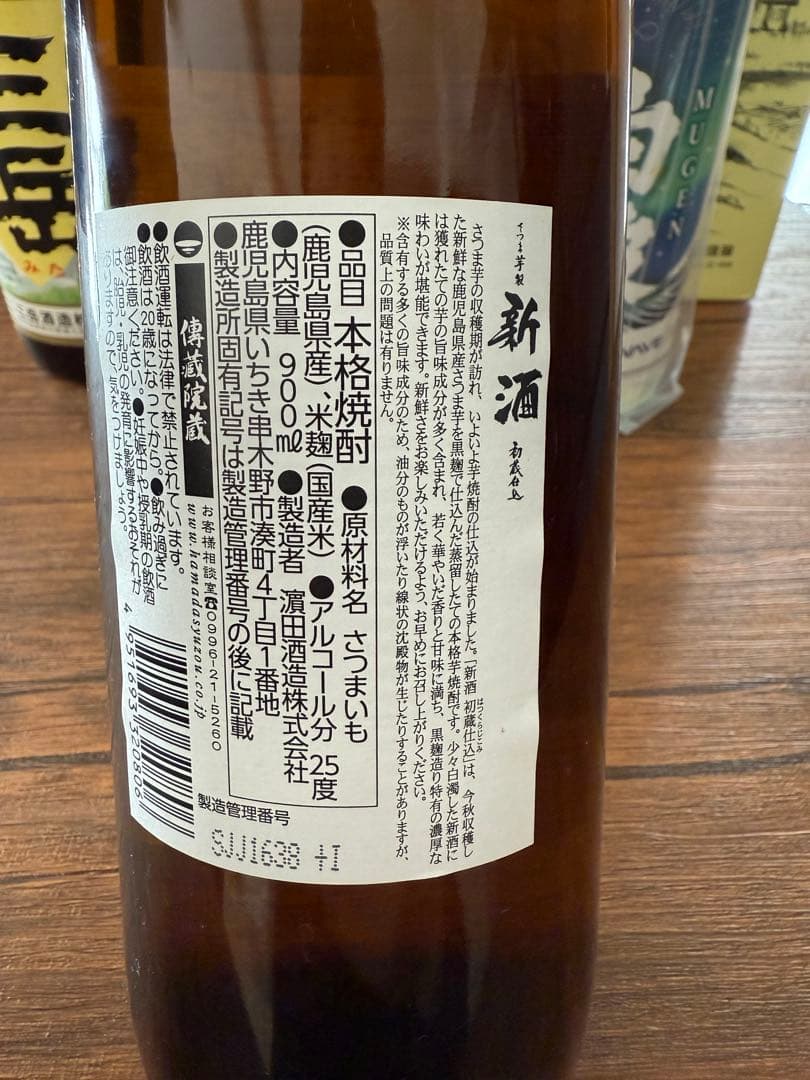 さつま芋製
新酒
初蔵仕込
さつま芋の収穫期が訪れ、いよいよ芋焼酎の仕込が始まりました。「新酒 初蔵仕込」は、今秋収穫し
はつくらじこみ
た新鮮な鹿児島県産さつま芋を黒麹で仕込んだ蒸留したての本格芋焼酎です。少々白濁した新酒に
は獲れたての芋の旨味成分が多く含まれ、若く華やいだ香りと甘味に満ち、黒麹造り特有の濃厚な
味わいが堪能できます。新鮮さをお楽しみいただけるよう、お早めにお召し上がりください。
※含有する多くの旨味成分のため、油分のものが浮いたり線状の沈殿物が生じたりすることがありますが、
品質上の問題は有りません。
●品目 本格焼酎 ●原材料名 さつまいも
(鹿児島県産)、米麹(国産米) ●アルコール分 25度
●内容量 900ml ●製造者 濵田酒造株式会社
鹿児島県いちき串木野市湊町4丁目1番地
●製造所固有記号は製造管理番号の後に記載
傳藏院蔵
お客様相談室☎0996-21-5260
www.hamadasyuzou.co.jp
●飲酒運転は法律で禁止されています。
●飲酒は20歳になってから。●飲み過ぎに
御注意ください。●妊娠中や授乳期の飲酒
は、胎児・乳児の発育に影響するおそれが
ありますので、気をつけましょう。
4 951693 320806
製造管理番号
SJJ1638 +I
三岳
みた
三岳酒造
MUGEN